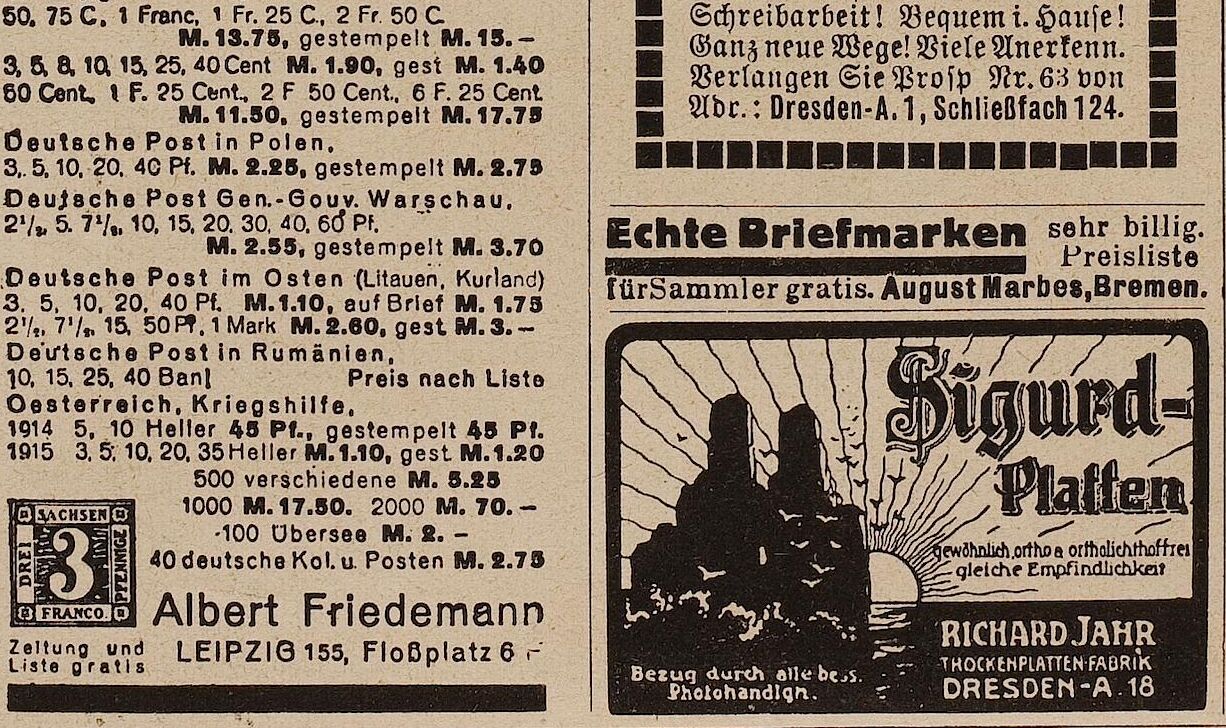 50, 75 C., 1 Franc, 1 Fr. 25 C., 2 Fr. 50 C.
M. 13.75, gestempelt M. 15.—
3, 5, 8, 10, 15, 25, 40 Cent M. 1.90, gest M. 1.40
60 Cent., 1 F. 25 Cent., 2 F 50 Cent., 6 F. 25 Cent
M. 11.50, gestempelt M. 17.75
Deutsche Post in Polen,
3, 5, 10, 20, 40 Pf. M. 2.25, gestempelt M. 2.75
Deutsche Post Gen.-Gouv. Warschau,
2½, 5. 7½, 10, 15, 20. 30, 40, 60 Pf.
M. 2.55, gestempelt M. 3.70
Deutsche Post im Osten (Litauen, Kurland)
3, 5, 10, 20, 40 Pf. M. 1.10, auf Brief M. 1.75
2½, 7½, 15, 50 Pf, 1 Mark M. 2.60, gest M. 3.—
Deutsche Post in Rumänien,
10, 15, 25, 40 Bani Preis nach Liste
Oesterreich, Kriegshilfe,
1914 5, 10 Heller 45 Pf., gestempelt 45 Pf.
1915 3, 5, 10, 20, 35 Heller M. 1.10, gest M. 1.20
500 verschiedene M. 5.25
1000 M. 17.50. 2000 M. 70.—
100 Übersee M. 2. —
40 deutsche Kol. u. Posten M. 2.75
SACHSEN
DREI 3 PFENNIGE
FRANCO.
Albert Friedemann
Zeitung und
Liste gratis
LEIPZIG 155, Floßplatz 6
Schreibarbeit! Bequem i. Hause!
Ganz neue Wege! Viele Anerkenn.
Verlangen Sie Prosp Nr. 63 von
Adr.: Dresden-A. 1, Schließfach 124.
Echte Briefmarken sehr billig.
Preisliste
für Sammler gratis. August Marbes, Bremen.
Sigurd-
Platten
gewöhnlich, ortho a ortholichthoffrei
gleiche Empfindlichkeit
RICHARD JAHR
TROCKENPLATTEN-FABRIK
DRESDEN-A. 18
Bezug durch alle bess.
Photohandlgn.